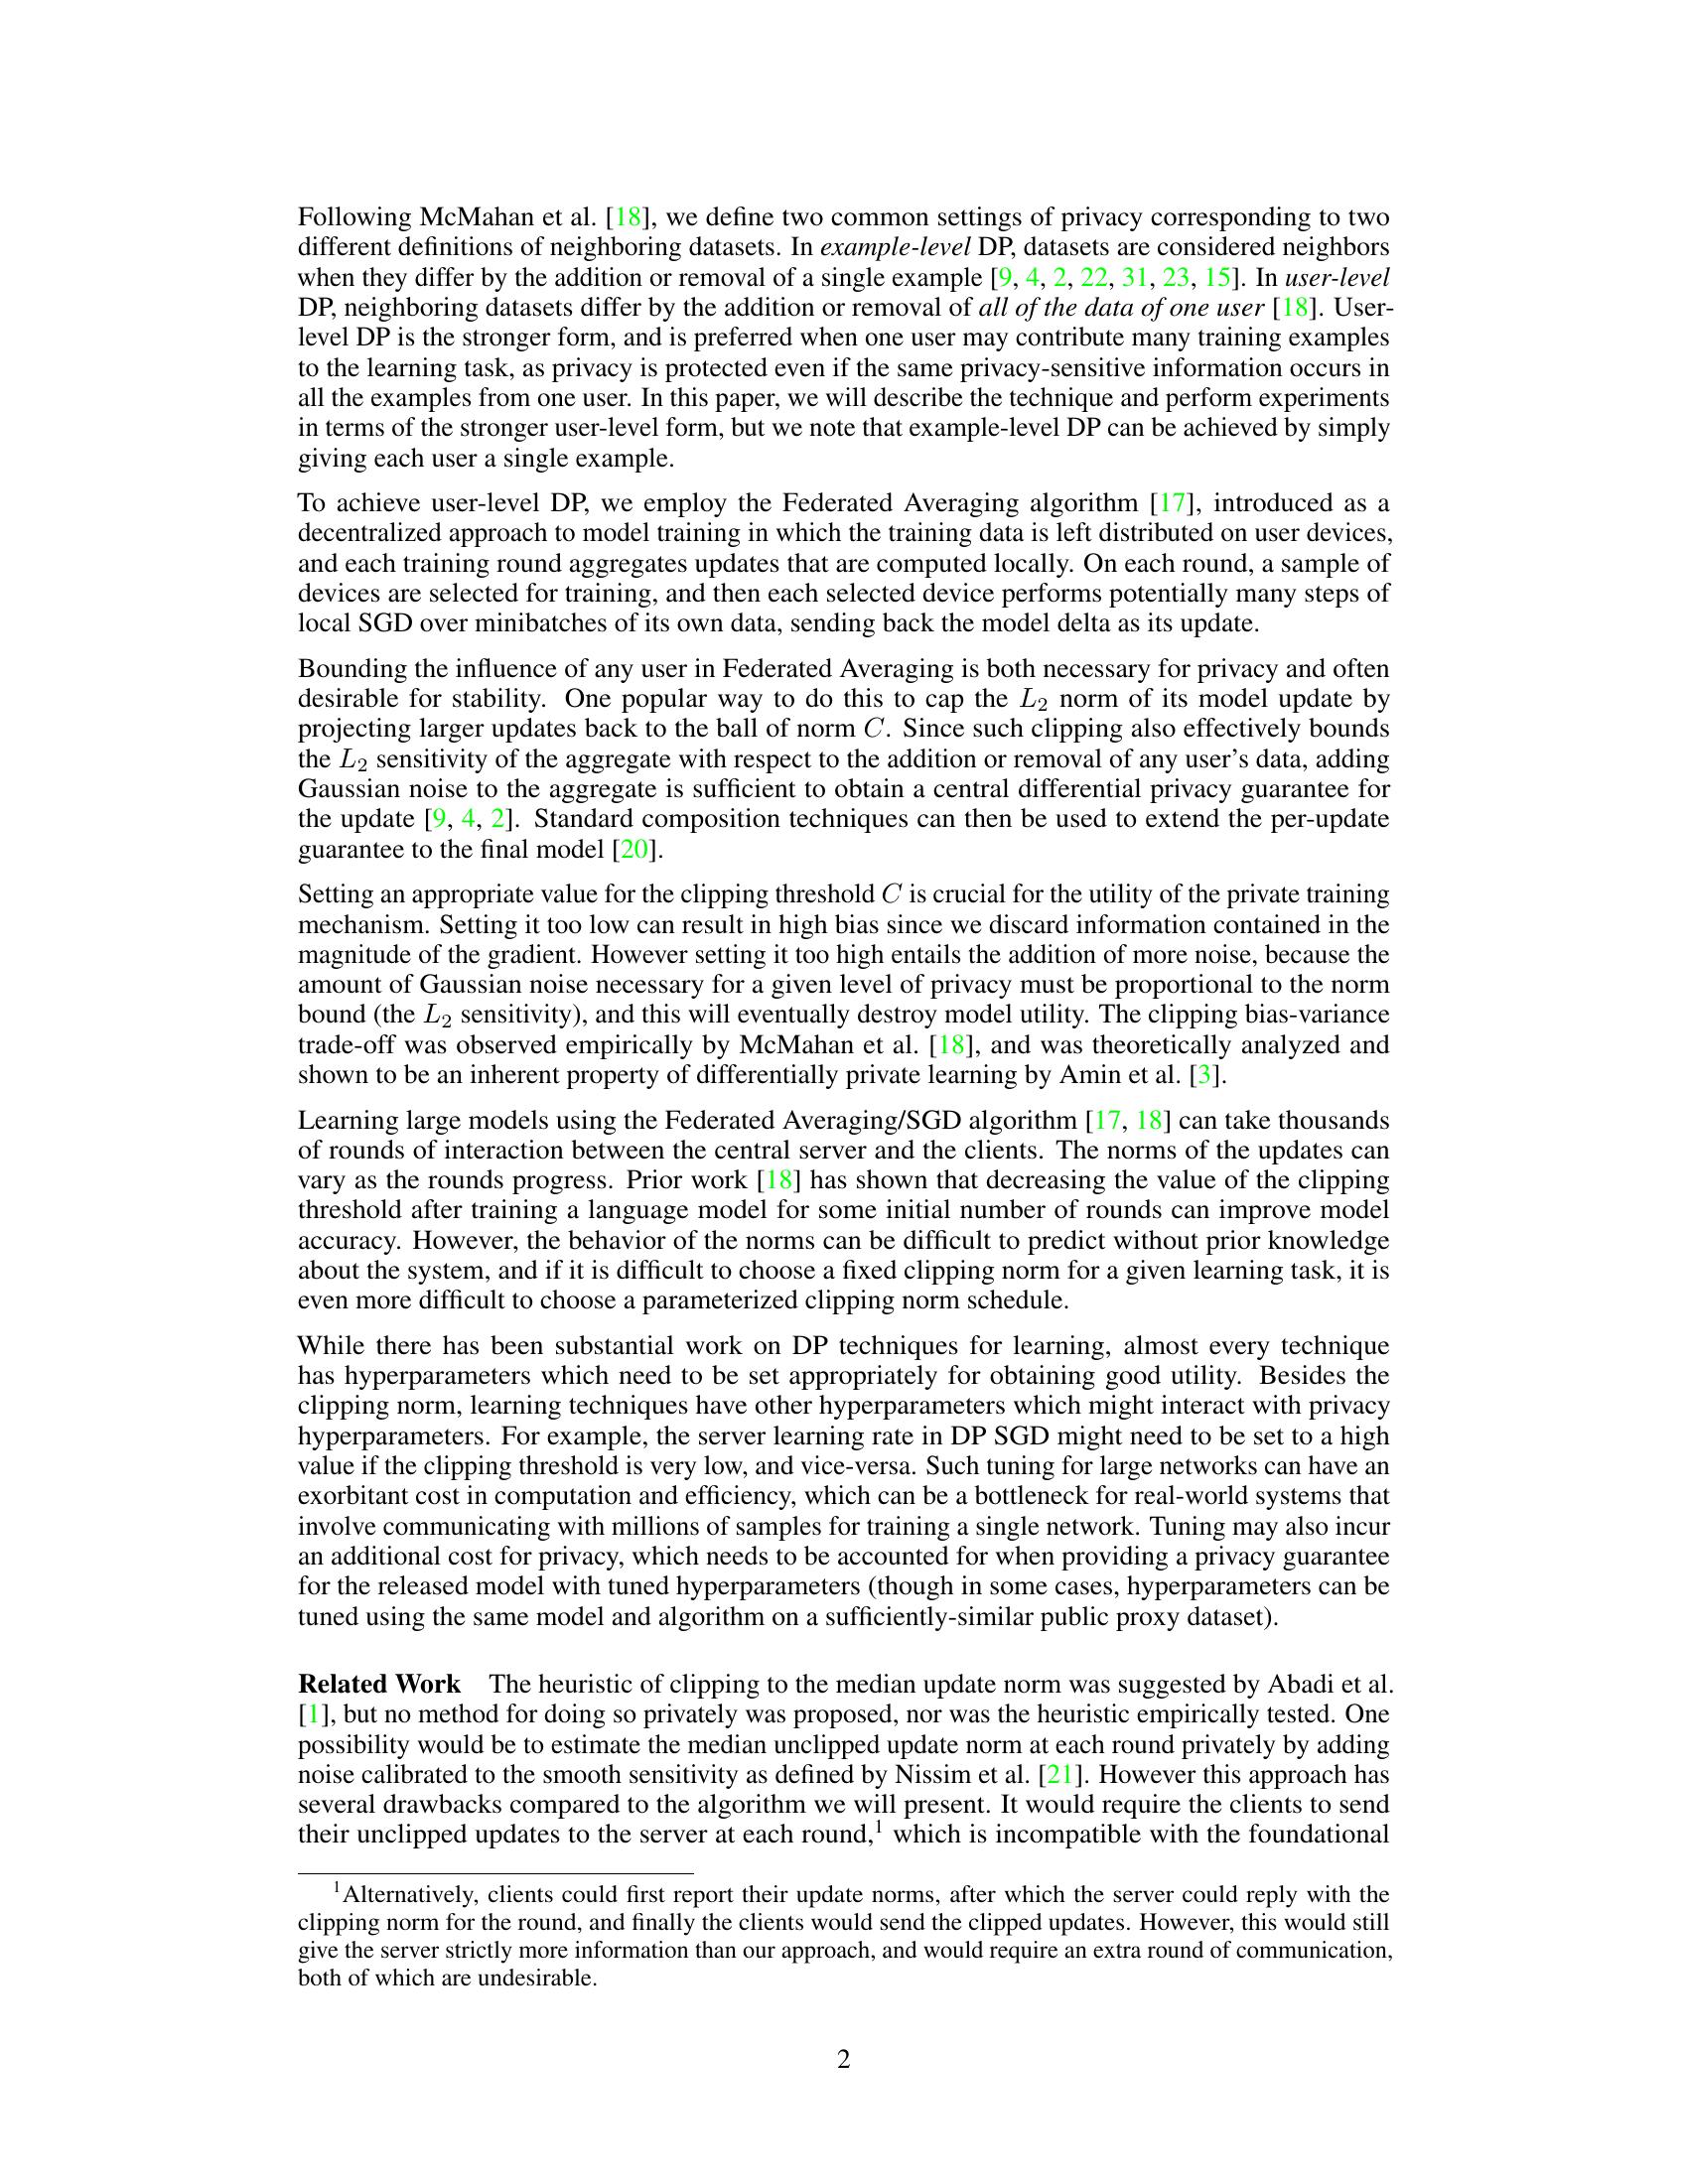 Following McMahan et al. [18], we define two common settings of privacy corresponding to two
different definitions of neighboring datasets. In example-level DP, datasets are considered neighbors
when they differ by the addition or removal of a single example [9, 4, 2, 22, 31, 23, 15]. In user-level
DP, neighboring datasets differ by the addition or removal of all of the data of one user [18]. User-
level DP is the stronger form, and is preferred when one user may contribute many training examples
to the learning task, as privacy is protected even if the same privacy-sensitive information occurs in
all the examples from one user. In this paper, we will describe the technique and perform experiments
in terms of the stronger user-level form, but we note that example-level DP can be achieved by simply
giving each user a single example.
To achieve user-level DP, we employ the Federated Averaging algorithm [17], introduced as a
decentralized approach to model training in which the training data is left distributed on user devices,
and each training round aggregates updates that are computed locally. On each round, a sample of
devices are selected for training, and then each selected device performs potentially many steps of
local SGD over minibatches of its own data, sending back the model delta as its update.
Bounding the influence of any user in Federated Averaging is both necessary for privacy and often
desirable for stability. One popular way to do this to cap the L2 norm of its model update by
projecting larger updates back to the ball of norm C. Since such clipping also effectively bounds
the L2 sensitivity of the aggregate with respect to the addition or removal of any user's data, adding
Gaussian noise to the aggregate is sufficient to obtain a central differential privacy guarantee for
the update [9, 4, 2]. Standard composition techniques can then be used to extend the per-update
guarantee to the final model [20].
Setting an appropriate value for the clipping threshold C is crucial for the utility of the private training
mechanism. Setting it too low can result in high bias since we discard information contained in the
magnitude of the gradient. However setting it too high entails the addition of more noise, because the
amount of Gaussian noise necessary for a given level of privacy must be proportional to the norm
bound (the L2 sensitivity), and this will eventually destroy model utility. The clipping bias-variance
trade-off was observed empirically by McMahan et al. [18], and was theoretically analyzed and
shown to be an inherent property of differentially private learning by Amin et al. [3].
Learning large models using the Federated Averaging/SGD algorithm [17, 18] can take thousands
of rounds of interaction between the central server and the clients. The norms of the updates can
vary as the rounds progress. Prior work [18] has shown that decreasing the value of the clipping
threshold after training a language model for some initial number of rounds can improve model
accuracy. However, the behavior of the norms can be difficult to predict without prior knowledge
about the system, and if it is difficult to choose a fixed clipping norm for a given learning task, it is
even more difficult to choose a parameterized clipping norm schedule.
While there has been substantial work on DP techniques for learning, almost every technique
has hyperparameters which need to be set appropriately for obtaining good utility. Besides the
clipping norm, learning techniques have other hyperparameters which might interact with privacy
hyperparameters. For example, the server learning rate in DP SGD might need to be set to a high
value if the clipping threshold is very low, and vice-versa. Such tuning for large networks can have an
exorbitant cost in computation and efficiency, which can be a bottleneck for real-world systems that
involve communicating with millions of samples for training a single network. Tuning may also incur
an additional cost for privacy, which needs to be accounted for when providing a privacy guarantee
for the released model with tuned hyperparameters (though in some cases, hyperparameters can be
tuned using the same model and algorithm on a sufficiently-similar public proxy dataset).
Related Work The heuristic of clipping to the median update norm was suggested by Abadi et al.
[1], but no method for doing so privately was proposed, nor was the heuristic empirically tested. One
possibility would be to estimate the median unclipped update norm at each round privately by adding
noise calibrated to the smooth sensitivity as defined by Nissim et al. [21]. However this approach has
several drawbacks compared to the algorithm we will present. It would require the clients to send
their unclipped updates to the server at each round,1 which is incompatible with the foundational
1Alternatively, clients could first report their update norms, after which the server could reply with the
clipping norm for the round, and finally the clients would send the clipped updates. However, this would still
give the server strictly more information than our approach, and would require an extra round of communication,
both of which are undesirable.
2